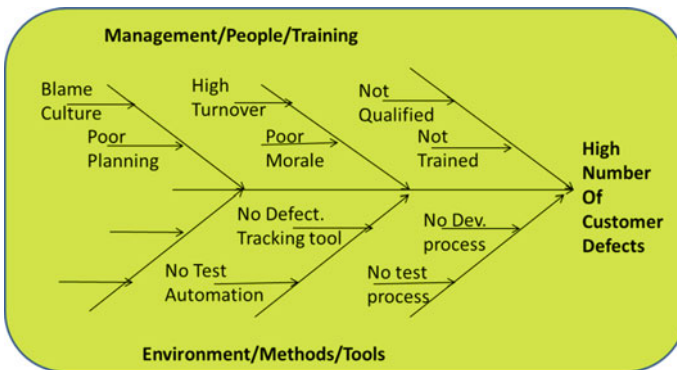 Management/People/Training
Blame
Culture
Poor
Planning
High
Turnover
Poor
Morale
Not
Qualified
Not
Trained
High
Number
Of
Customer
Defects
No Defect.
Tracking tool
No Test
Automation
No Dev.
process
No test
process
Environment/Methods/Tools